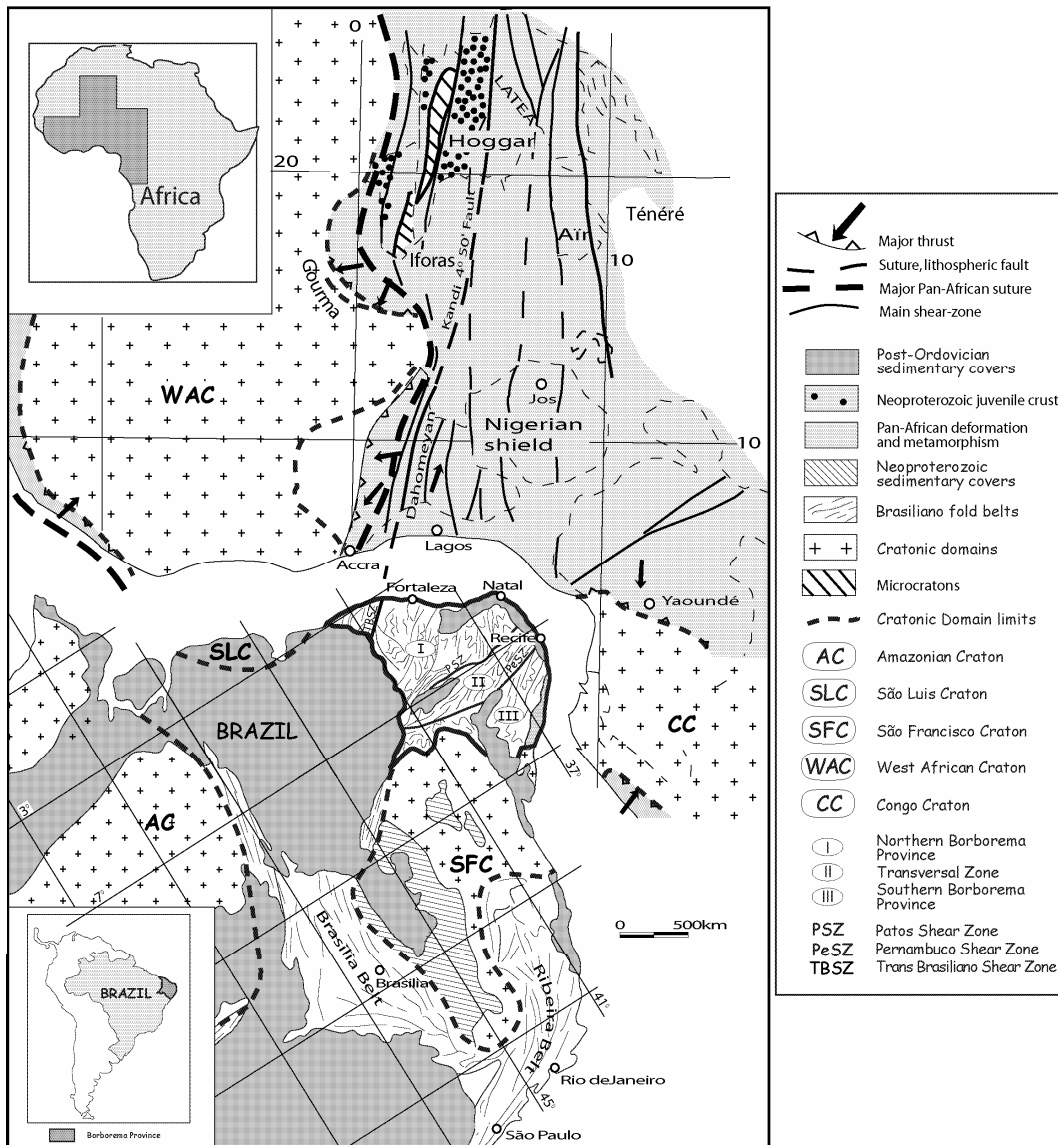 0
Africa
20
LATEA
Hoggar
Ténéré
Aïr
Iforas
10
Gourma
Kandi 4° 50' Fault
WAC
Jos
Nigerian
shield
10
Dahomeyan
Lagos
Accra
Fortaleza
Natal
Yaoundé
TBSZ
Recife
SLC
I
PSZ
PeSZ
II
III
BRAZIL
CC
37°
3°
AC
SFC
7°
0 500km
Brasilia Belt
Brasilia
Ribeira Belt
41°
BRAZIL
Rio deJaneiro
45°
São Paulo
Borborema Province
Major thrust
Suture, lithospheric fault
Major Pan-African suture
Main shear-zone
Post-Ordovician
sedimentary covers
Neoproterozoic juvenile crust
Pan-African deformation
and metamorphism
Neoproterozoic
sedimentary covers
Brasiliano fold belts
Cratonic domains
Microcratons
Cratonic Domain limits
AC Amazonian Craton
SLC São Luis Craton
SFC São Francisco Craton
WAC West African Craton
CC Congo Craton
I Northern Borborema
Province
II Transversal Zone
III Southern Borborema
Province
PSZ Patos Shear Zone
PeSZ Pernambuco Shear Zone
TBSZ Trans Brasiliano Shear Zone